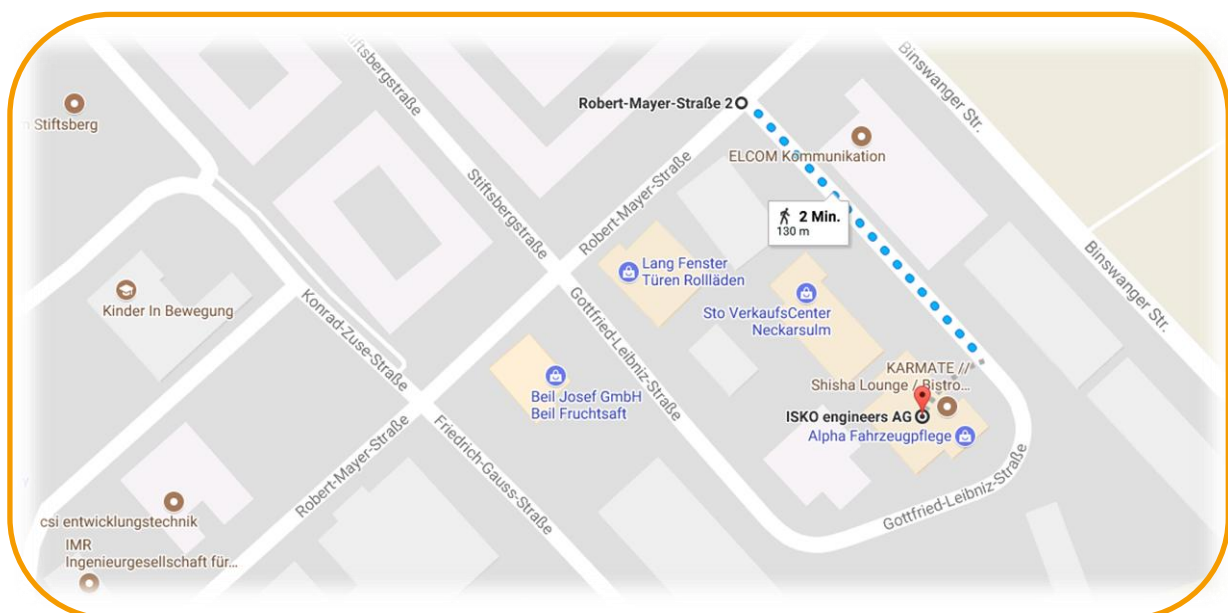 Stiftsbergstraße
Binswanger Str.
Robert-Mayer-Straße 2
Stiftsberg
ELCOM Kommunikation
Robert-Mayer-Straße
Stiftsbergstraße
2 Min.
130 m
Binswanger Str.
Lang Fenster
Türen Rollläden
Kinder In Bewegung
Konrad-Zuse-Straße
Gottfried-Leibniz-Straße
Sto VerkaufsCenter
Neckarsulm
KARMATE //
Shisha Lounge / Bistro...
Beil Josef GmbH
Beil Fruchtsaft
ISKO engineers AG
Alpha Fahrzeugpflege
Robert-Mayer-Straße
Friedrich-Gauss-Straße
Gottfried-Leibniz-Straße
csi entwicklungstechnik
IMR
Ingenieurgesellschaft für...